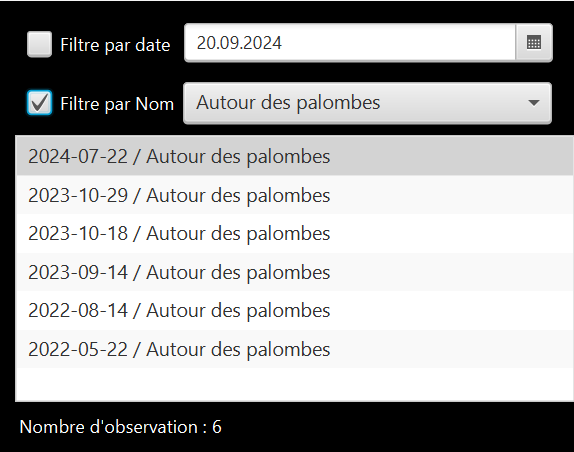 Filtre par date 20.09.2024
Filtre par Nom Autour des palombes
2024-07-22 / Autour des palombes
2023-10-29 / Autour des palombes
2023-10-18 / Autour des palombes
2023-09-14 / Autour des palombes
2022-08-14 / Autour des palombes
2022-05-22 / Autour des palombes
Nombre d'observation : 6